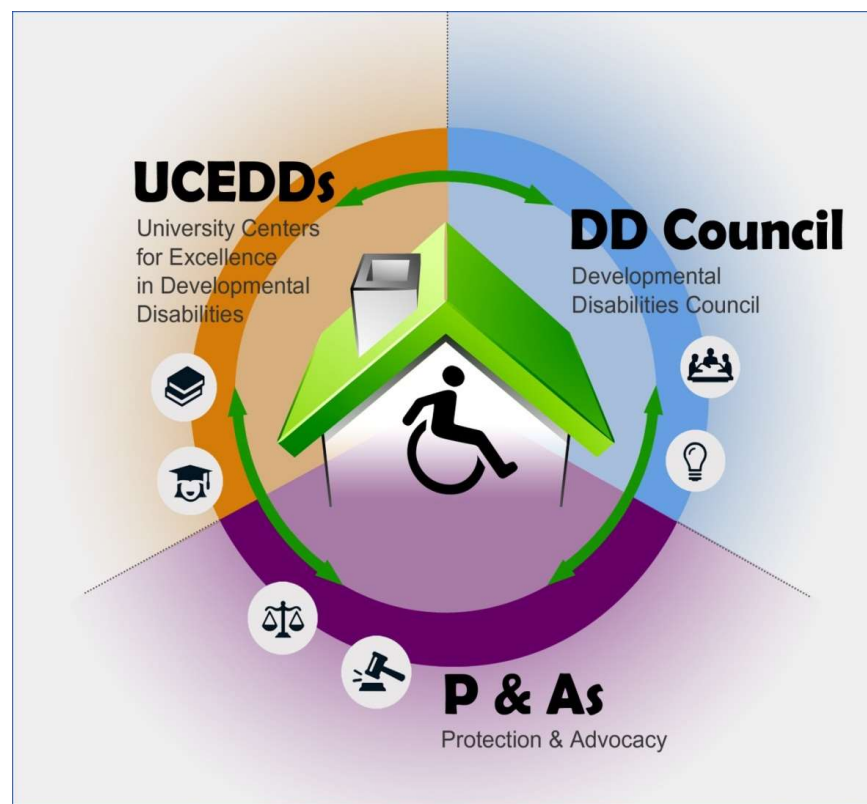 UCEDDs
University Centers
for Excellence
in Developmental
Disabilities
DD Council
Developmental
Disabilities Council
P & As
Protection & Advocacy